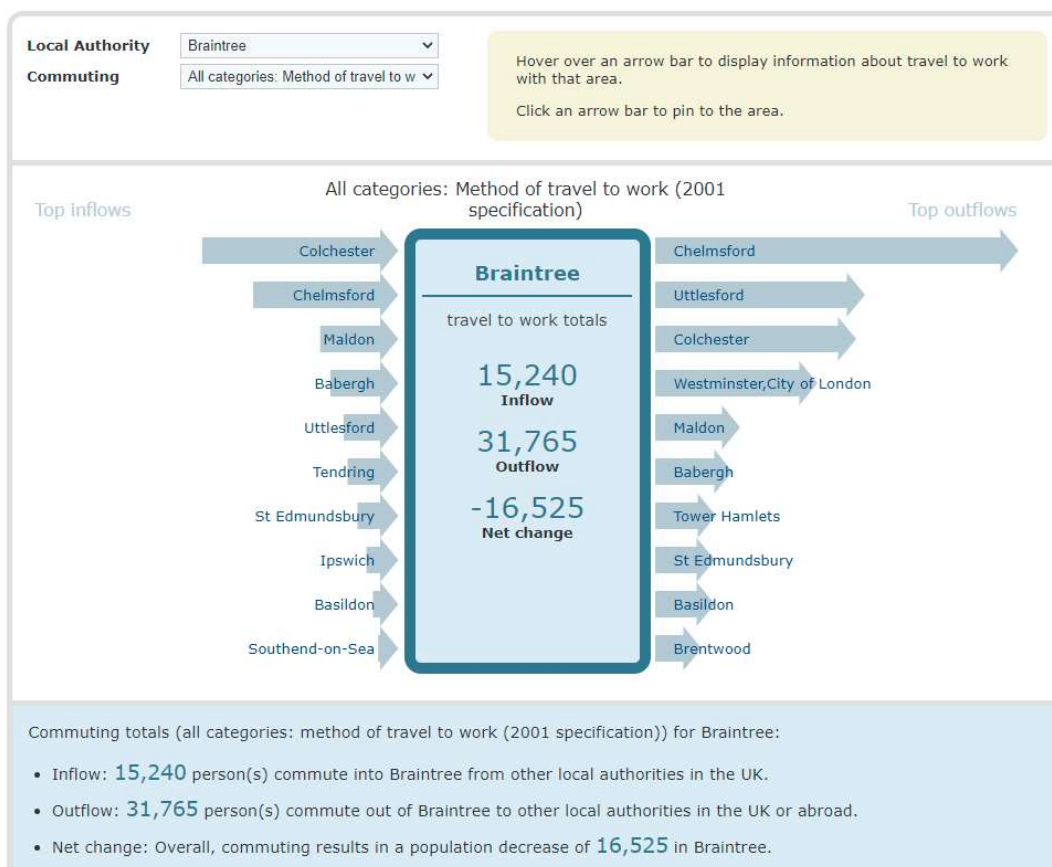 Local Authority
Braintree
Commuting
All categories: Method of travel to w
Hover over an arrow bar to display information about travel to work
with that area.
Click an arrow bar to pin to the area.
All categories: Method of travel to work (2001
specification)
Top inflows
Top outflows
Colchester
Chelmsford
Maldon
Babergh
Uttlesford
Tendring
St Edmundsbury
Ipswich
Basildon
Southend-on-Sea
Braintree
travel to work totals
15,240
Inflow
31,765
Outflow
-16,525
Net change
Chelmsford
Uttlesford
Colchester
Westminster,City of London
Maldon
Babergh
Tower Hamlets
St Edmundsbury
Basildon
Brentwood
Commuting totals (all categories: method of travel to work (2001 specification)) for Braintree:
• Inflow: 15,240 person(s) commute into Braintree from other local authorities in the UK.
• Outflow: 31,765 person(s) commute out of Braintree to other local authorities in the UK or abroad.
• Net change: Overall, commuting results in a population decrease of 16,525 in Braintree.